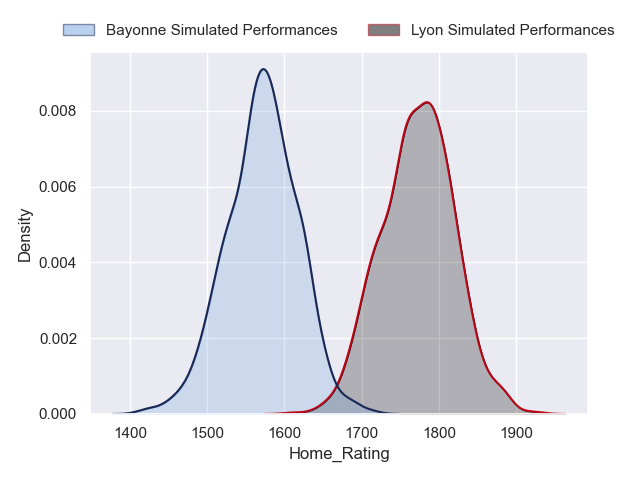 Bayonne Simulated Performances Lyon Simulated Performances
0.008
0.006
0.004
0.002
0.000
Density
1400 1500 1600 1700 1800 1900
Home_Rating